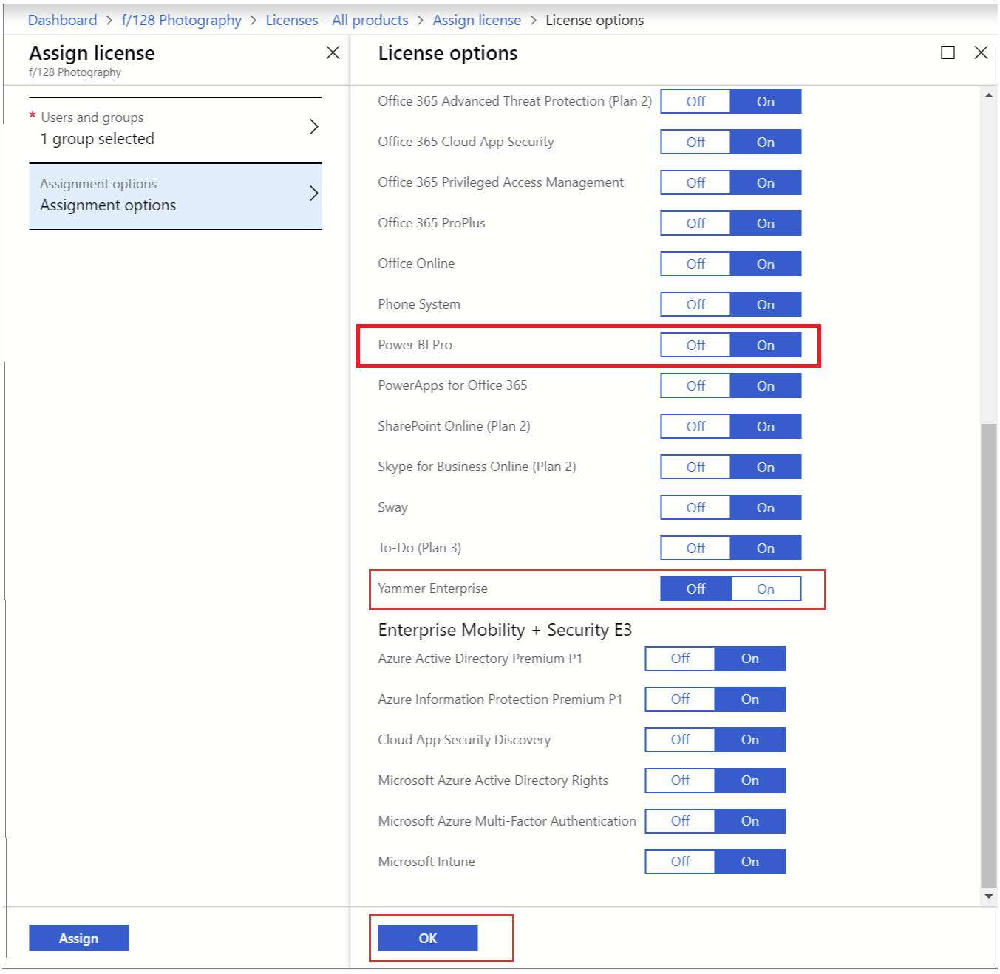 Dashboard > f/128 Photography > Licenses - All products > Assign license > License options
Assign license
f/128 Photography
* Users and groups
1 group selected
Assignment options
Assignment options
Assign
License options
Office 365 Advanced Threat Protection (Plan 2) Off On
Office 365 Cloud App Security Off On
Office 365 Privileged Access Management Off On
Office 365 ProPlus Off On
Office Online Off On
Phone System Off On
Power BI Pro Off On
PowerApps for Office 365 Off On
SharePoint Online (Plan 2) Off On
Skype for Business Online (Plan 2) Off On
Sway Off On
To-Do (Plan 3) Off On
Yammer Enterprise Off On
Enterprise Mobility + Security E3
Azure Active Directory Premium P1 Off On
Azure Information Protection Premium P1 Off On
Cloud App Security Discovery Off On
Microsoft Azure Active Directory Rights Off On
Microsoft Azure Multi-Factor Authentication Off On
Microsoft Intune Off On
OK